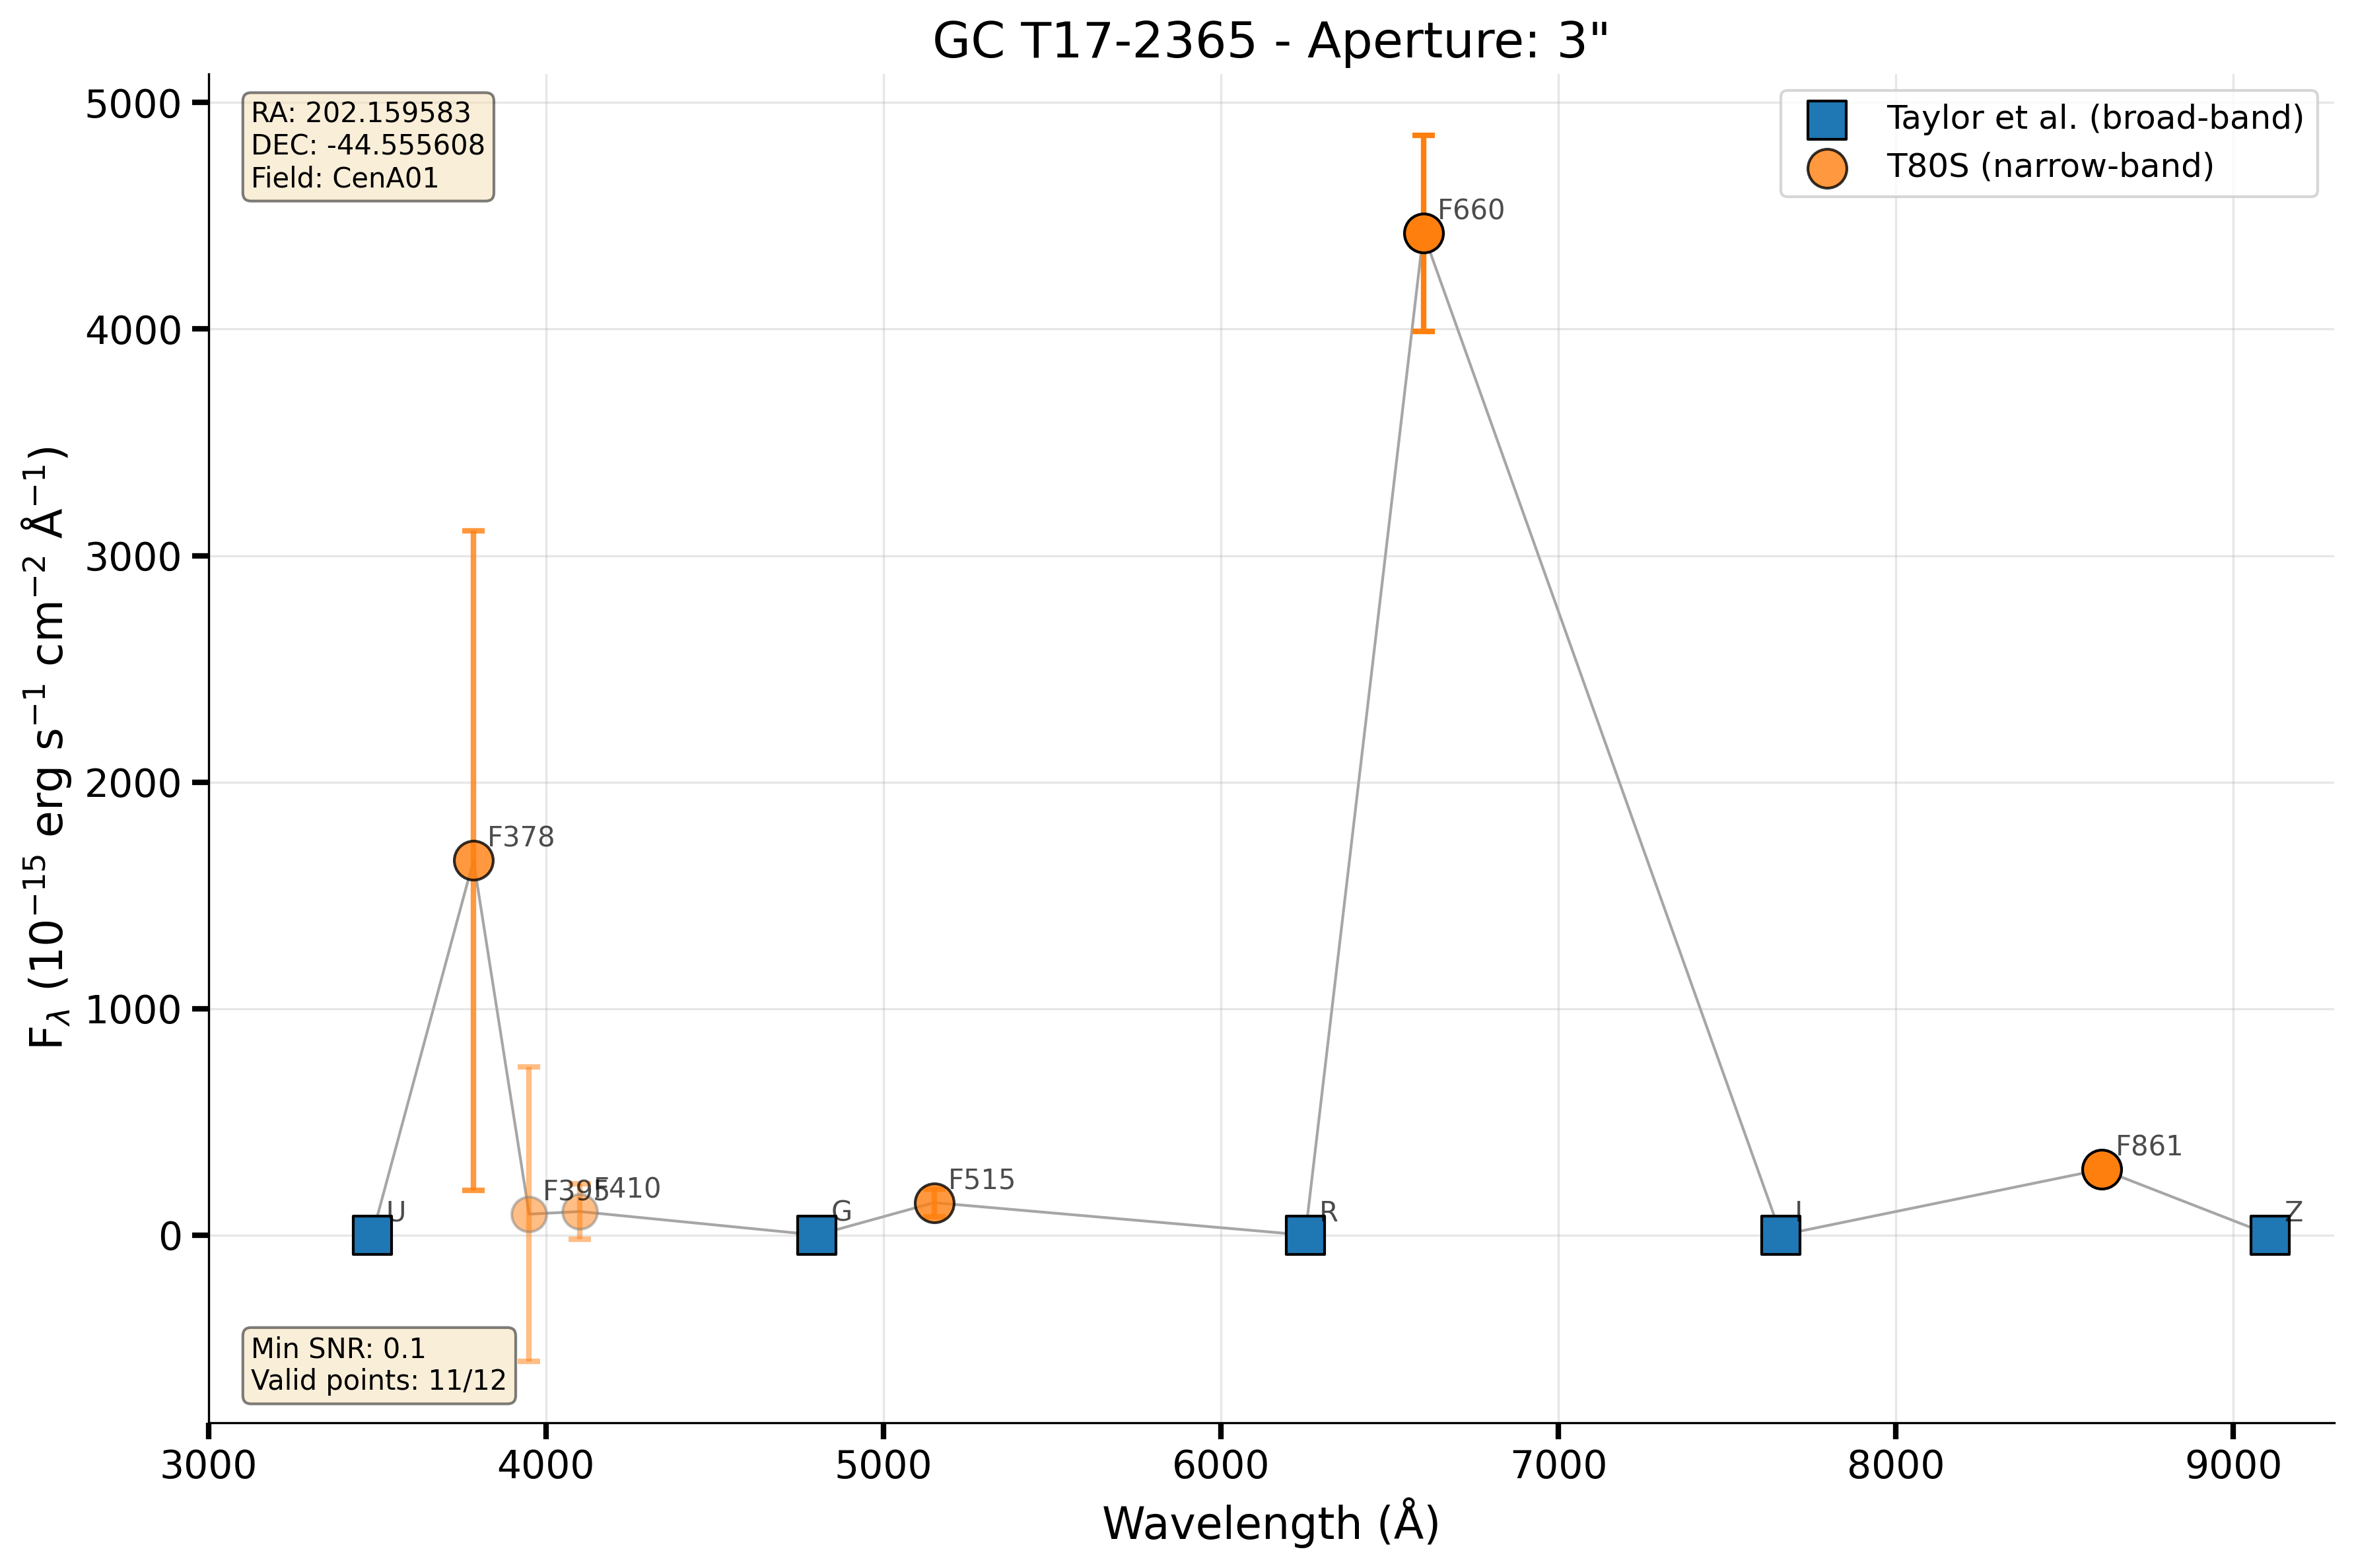 GC T17-2365 - Aperture: 3"
RA: 202.159583
DEC: -44.555608
Field: CenA01
Taylor et al. (broad-band)
T80S (narrow-band)
F660
F378
F395
F410
F515
F861
U
G
R
I
Z
Min SNR: 0.1
Valid points: 11/12
5000
4000
3000
2000
1000
0
F_λ (10⁻¹⁵ erg s⁻¹ cm⁻² Å⁻¹)
3000 4000 5000 6000 7000 8000 9000
Wavelength (Å)